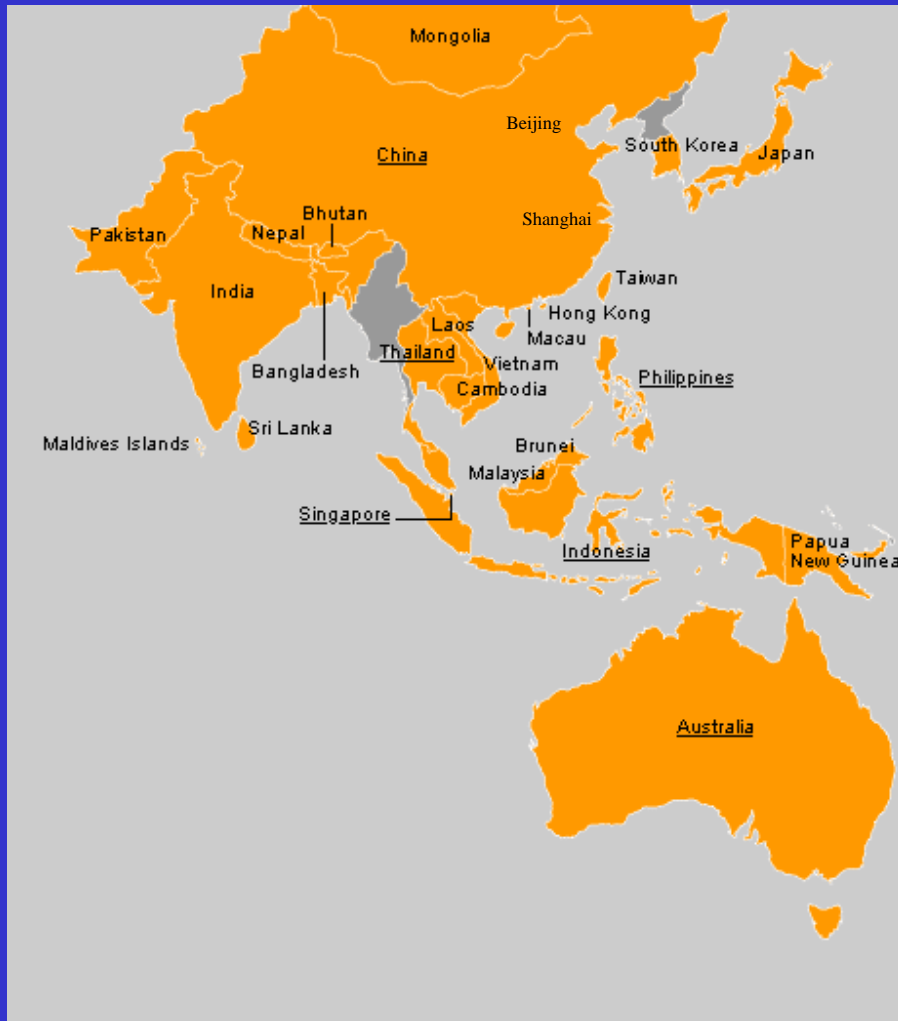 Mongolia
Beijing
South Korea
Japan
China
Shanghai
Bhutan
Nepal
Pakistan
Taiwan
India
Hong Kong
Laos
Macau
Thailand
Vietnam
Bangladesh
Philippines
Cambodia
Sri Lanka
Maldives Islands
Brunei
Malaysia
Singapore
Indonesia
Papua
New Guinea
Australia